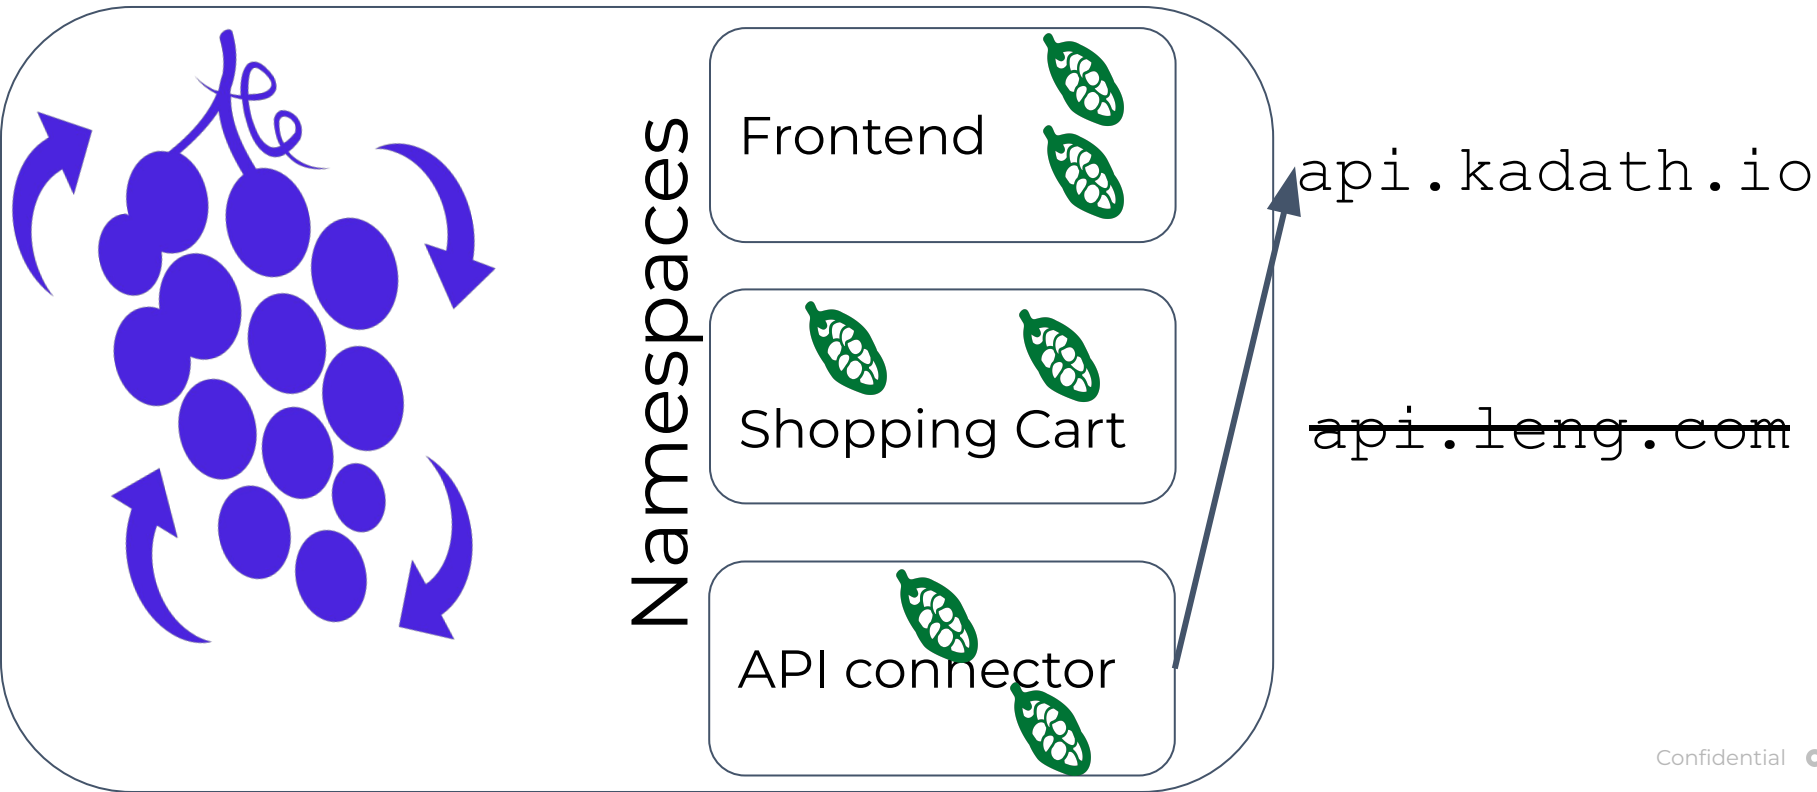 Namespaces
Frontend
Shopping Cart
API connector
api.kadath.io
api.leng.com
Confidential